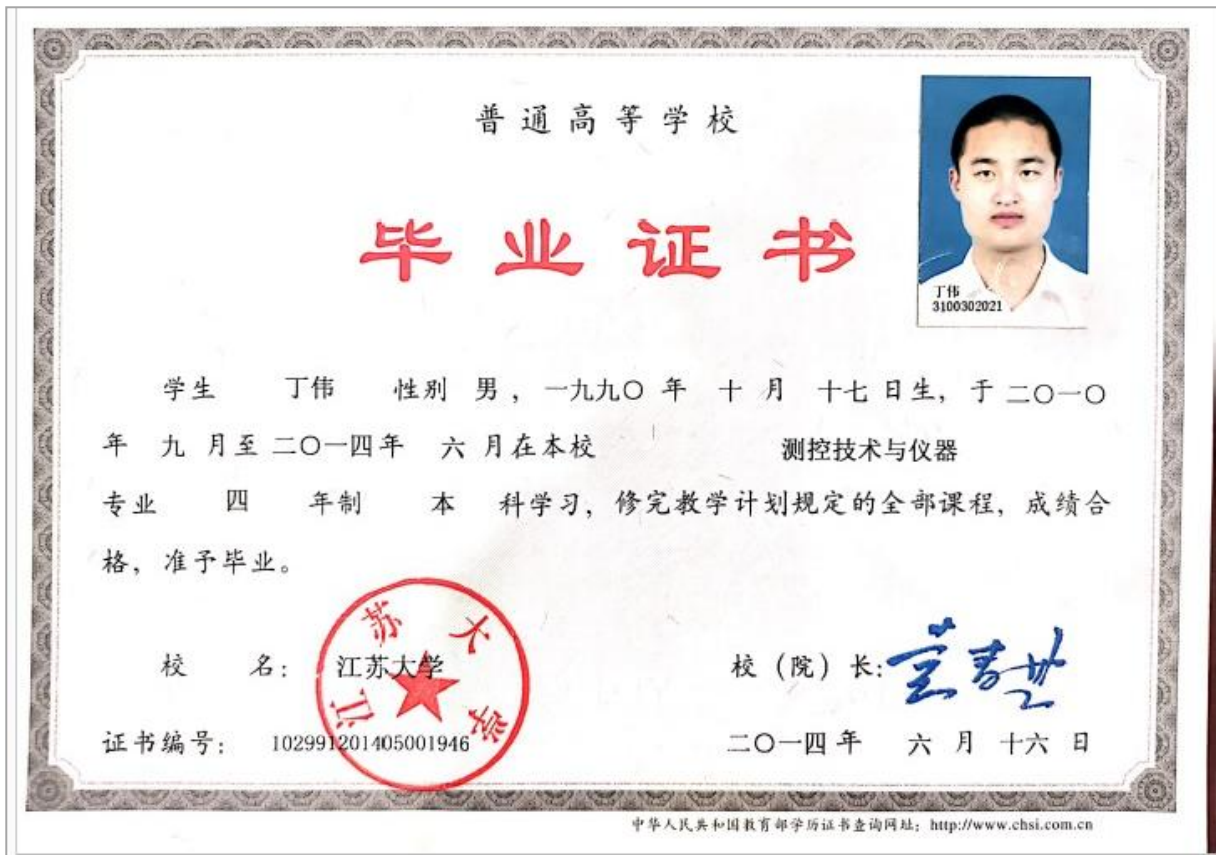 普通高等学校
毕业证书
丁伟
3100302021
学生 丁伟 性别 男，一九九〇年 十 月 十七 日生，于 二〇一〇
年 九 月至 二〇一四年 六 月在本校 测控技术与仪器
专业 四 年制 本 科学习，修完教学计划规定的全部课程，成绩合
格，准予毕业。
江苏大学
校 名： 江苏大学 校（院）长：
证书编号： 102991201405001946 二〇一四年 六 月 十六 日
中华人民共和国教育部学历证书查询网址：http://www.chsi.com.cn